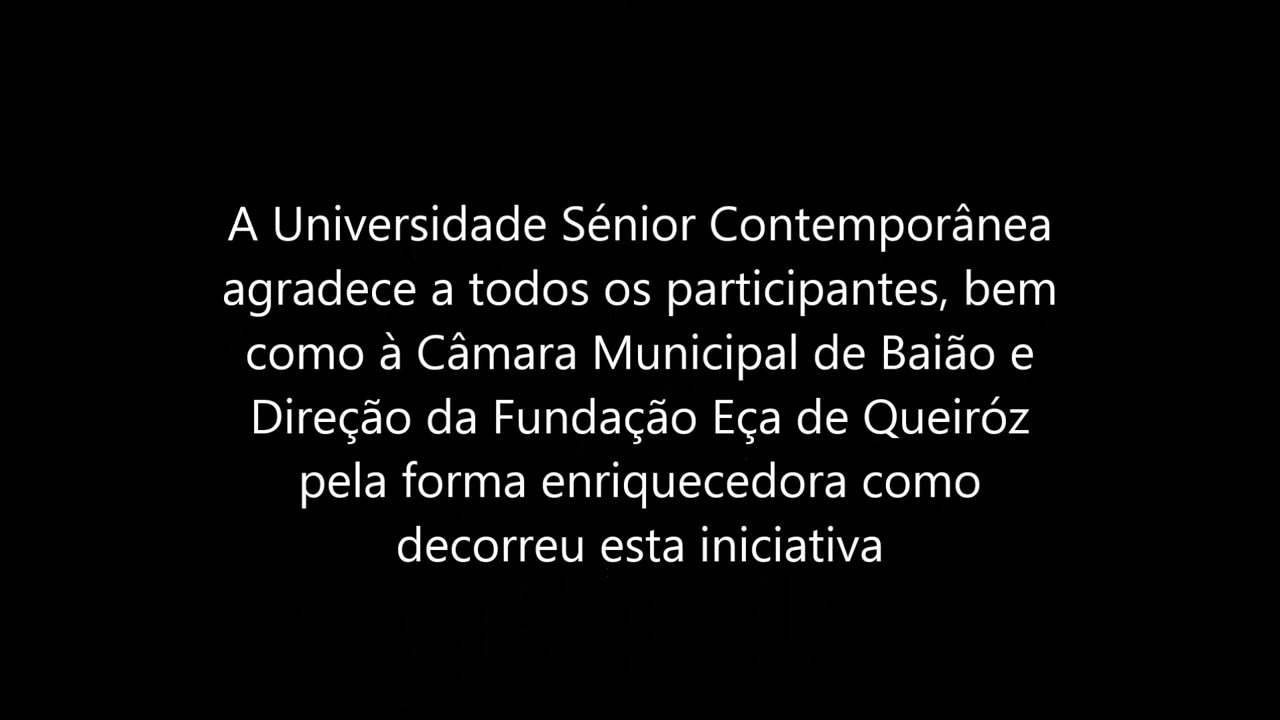 A Universidade Sénior Contemporânea
agradece a todos os participantes, bem
como à Câmara Municipal de Baião e
Direção da Fundação Eça de Queiróz
pela forma enriquecedora como
decorreu esta iniciativa